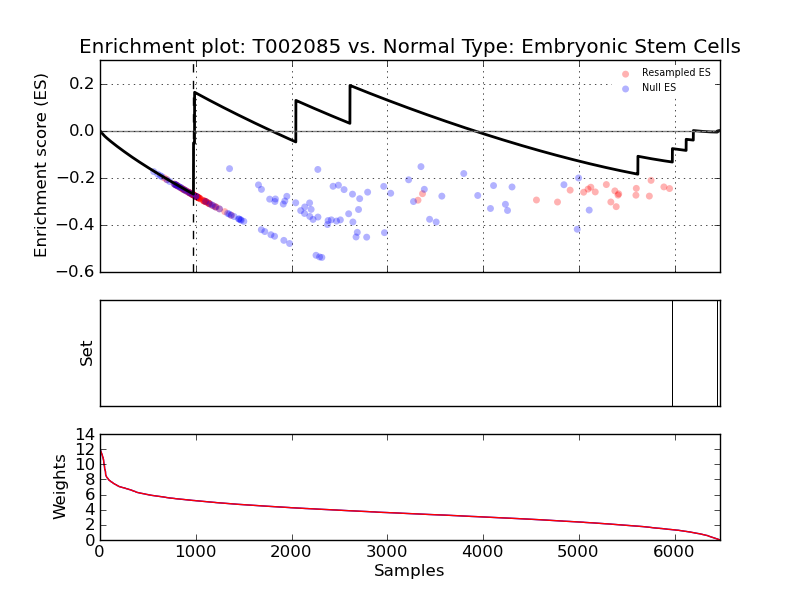 Enrichment plot: T002085 vs. Normal Type: Embryonic Stem Cells
Enrichment score (ES)
0.2
0.0
−0.2
−0.4
−0.6
Resampled ES
Null ES
Set
Weights
14
12
10
8
6
4
2
0
0 1000 2000 3000 4000 5000 6000
Samples